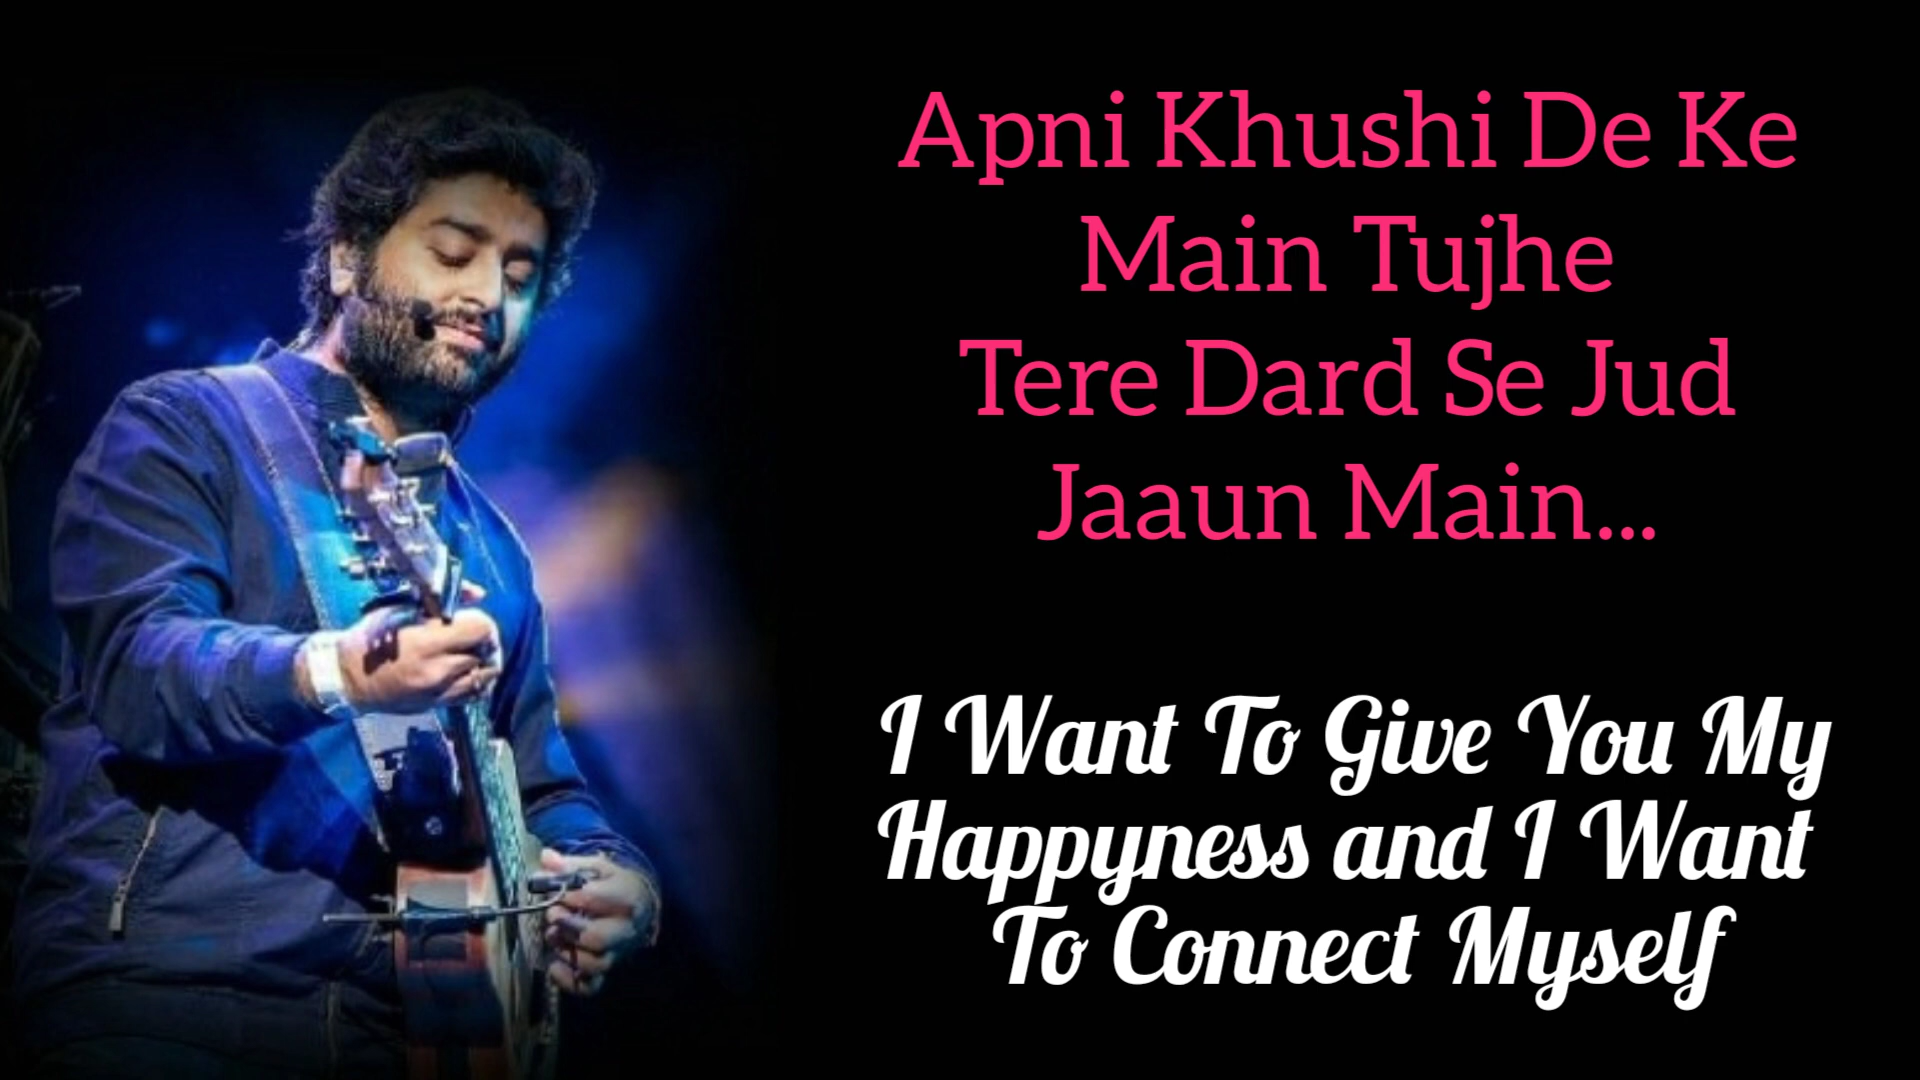 Apni Khushi De Ke
Main Tujhe
Tere Dard Se Jud
Jaaun Main...
I Want To Give You My
Happyness and I Want
To Connect Myself